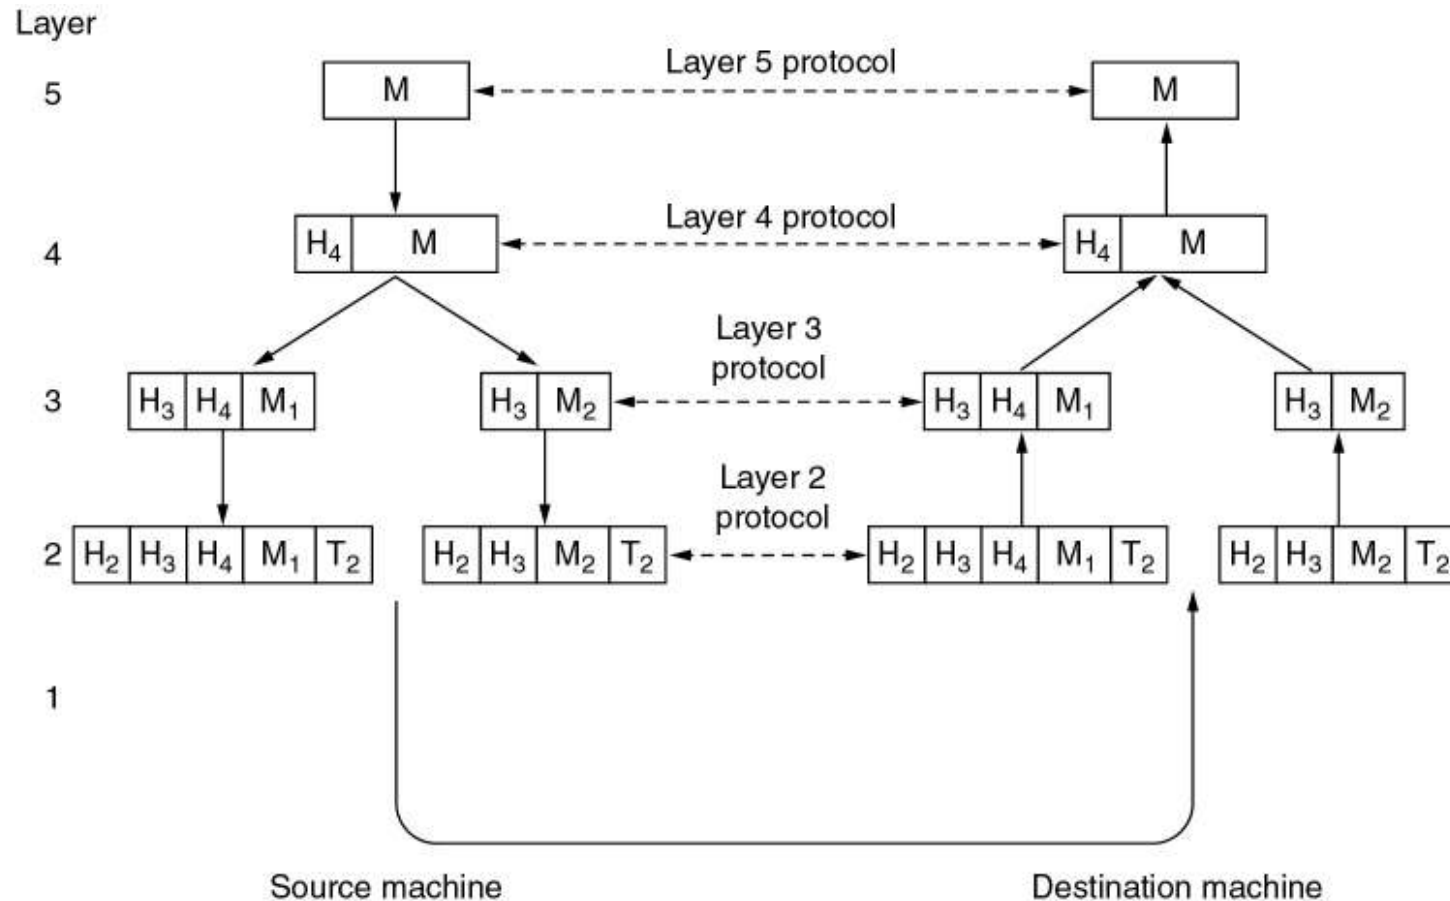 Layer
5
M
Layer 5 protocol
M
4
H₄ M
Layer 4 protocol
H₄ M
3
H₃ H₄ M₁
H₃ M₂
Layer 3
protocol
H₃ H₄ M₁
H₃ M₂
2
H₂ H₃ H₄ M₁ T₂
H₂ H₃ M₂ T₂
Layer 2
protocol
H₂ H₃ H₄ M₁ T₂
H₂ H₃ M₂ T₂
1
Source machine
Destination machine